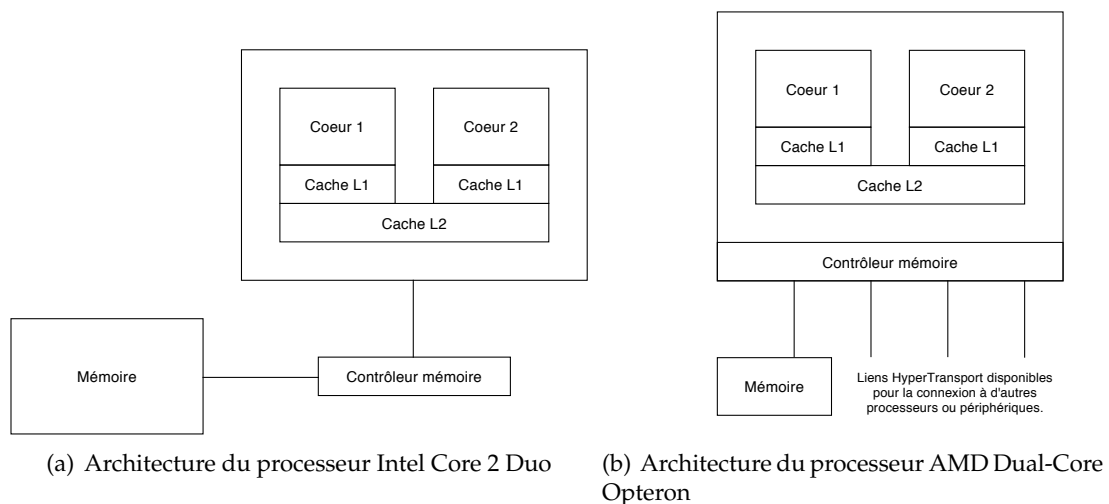 Coeur 1
Coeur 2
Cache L1
Cache L1
Cache L2
Mémoire
Contrôleur mémoire
(a) Architecture du processeur Intel Core 2 Duo
Coeur 1
Coeur 2
Cache L1
Cache L1
Cache L2
Contrôleur mémoire
Mémoire
Liens HyperTransport disponibles
pour la connexion à d'autres
processeurs ou périphériques.
(b) Architecture du processeur AMD Dual-Core
Opteron